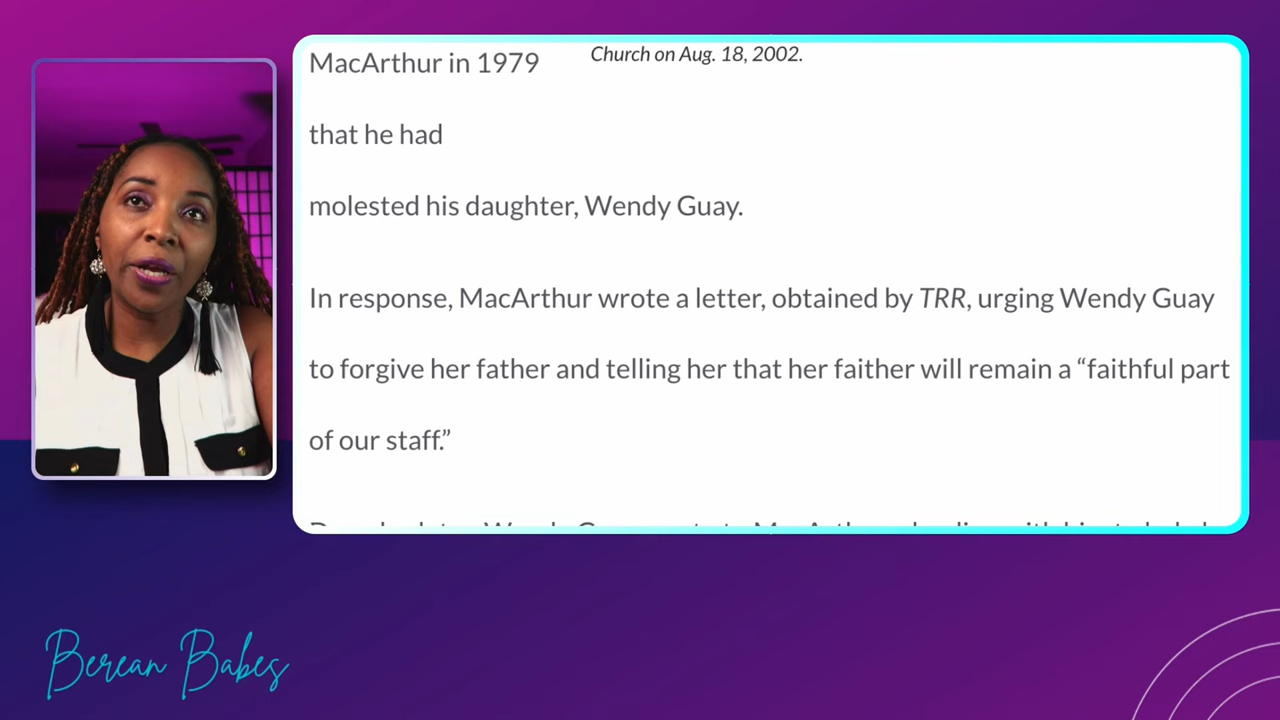 MacArthur in 1979
Church on Aug. 18, 2002.
that he had
molested his daughter, Wendy Guay.
In response, MacArthur wrote a letter, obtained by TRR, urging Wendy Guay
to forgive her father and telling her that her faither will remain a “faithful part
of our staff.”
Berean Babes